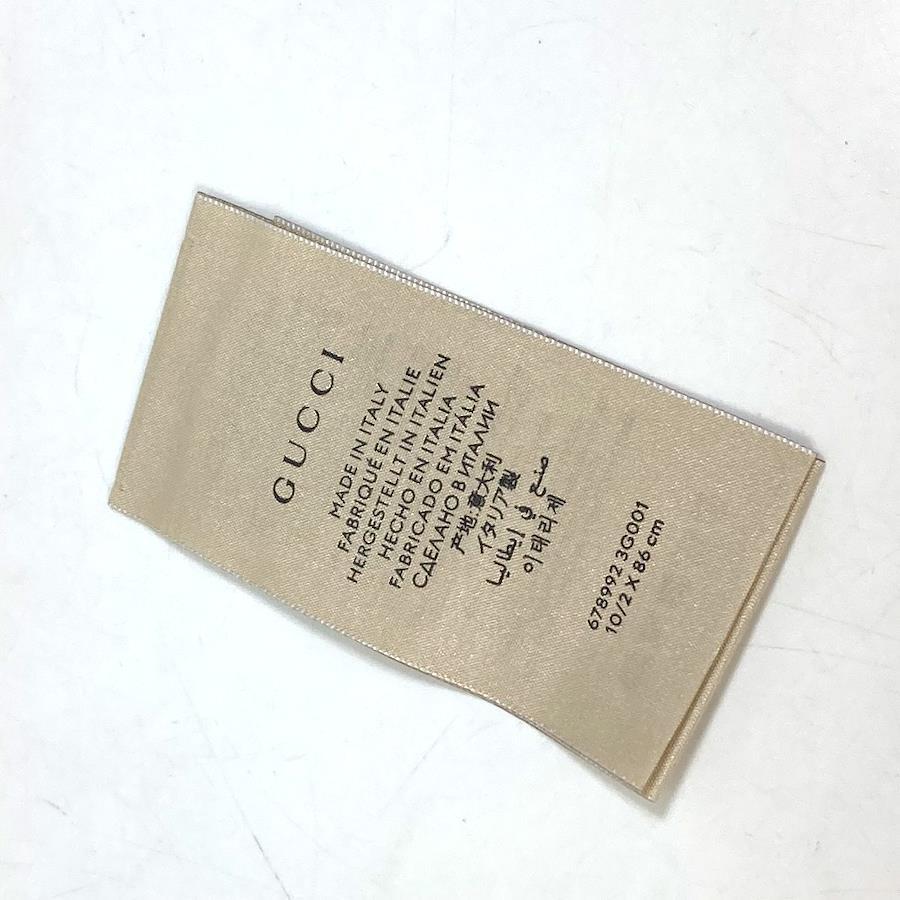 GUCCI
MADE IN ITALY
FABRIQUÉ EN ITALIE
HERGESTELLT IN ITALIEN
HECHO EN ITALIA
FABRICADO EM ITÁLIA
СДЕЛАНО В ИТАЛИИ
产地:意大利
イタリア製
صنع في إيطاليا
이태리제
678992 3G001
10/2 X 86 cm